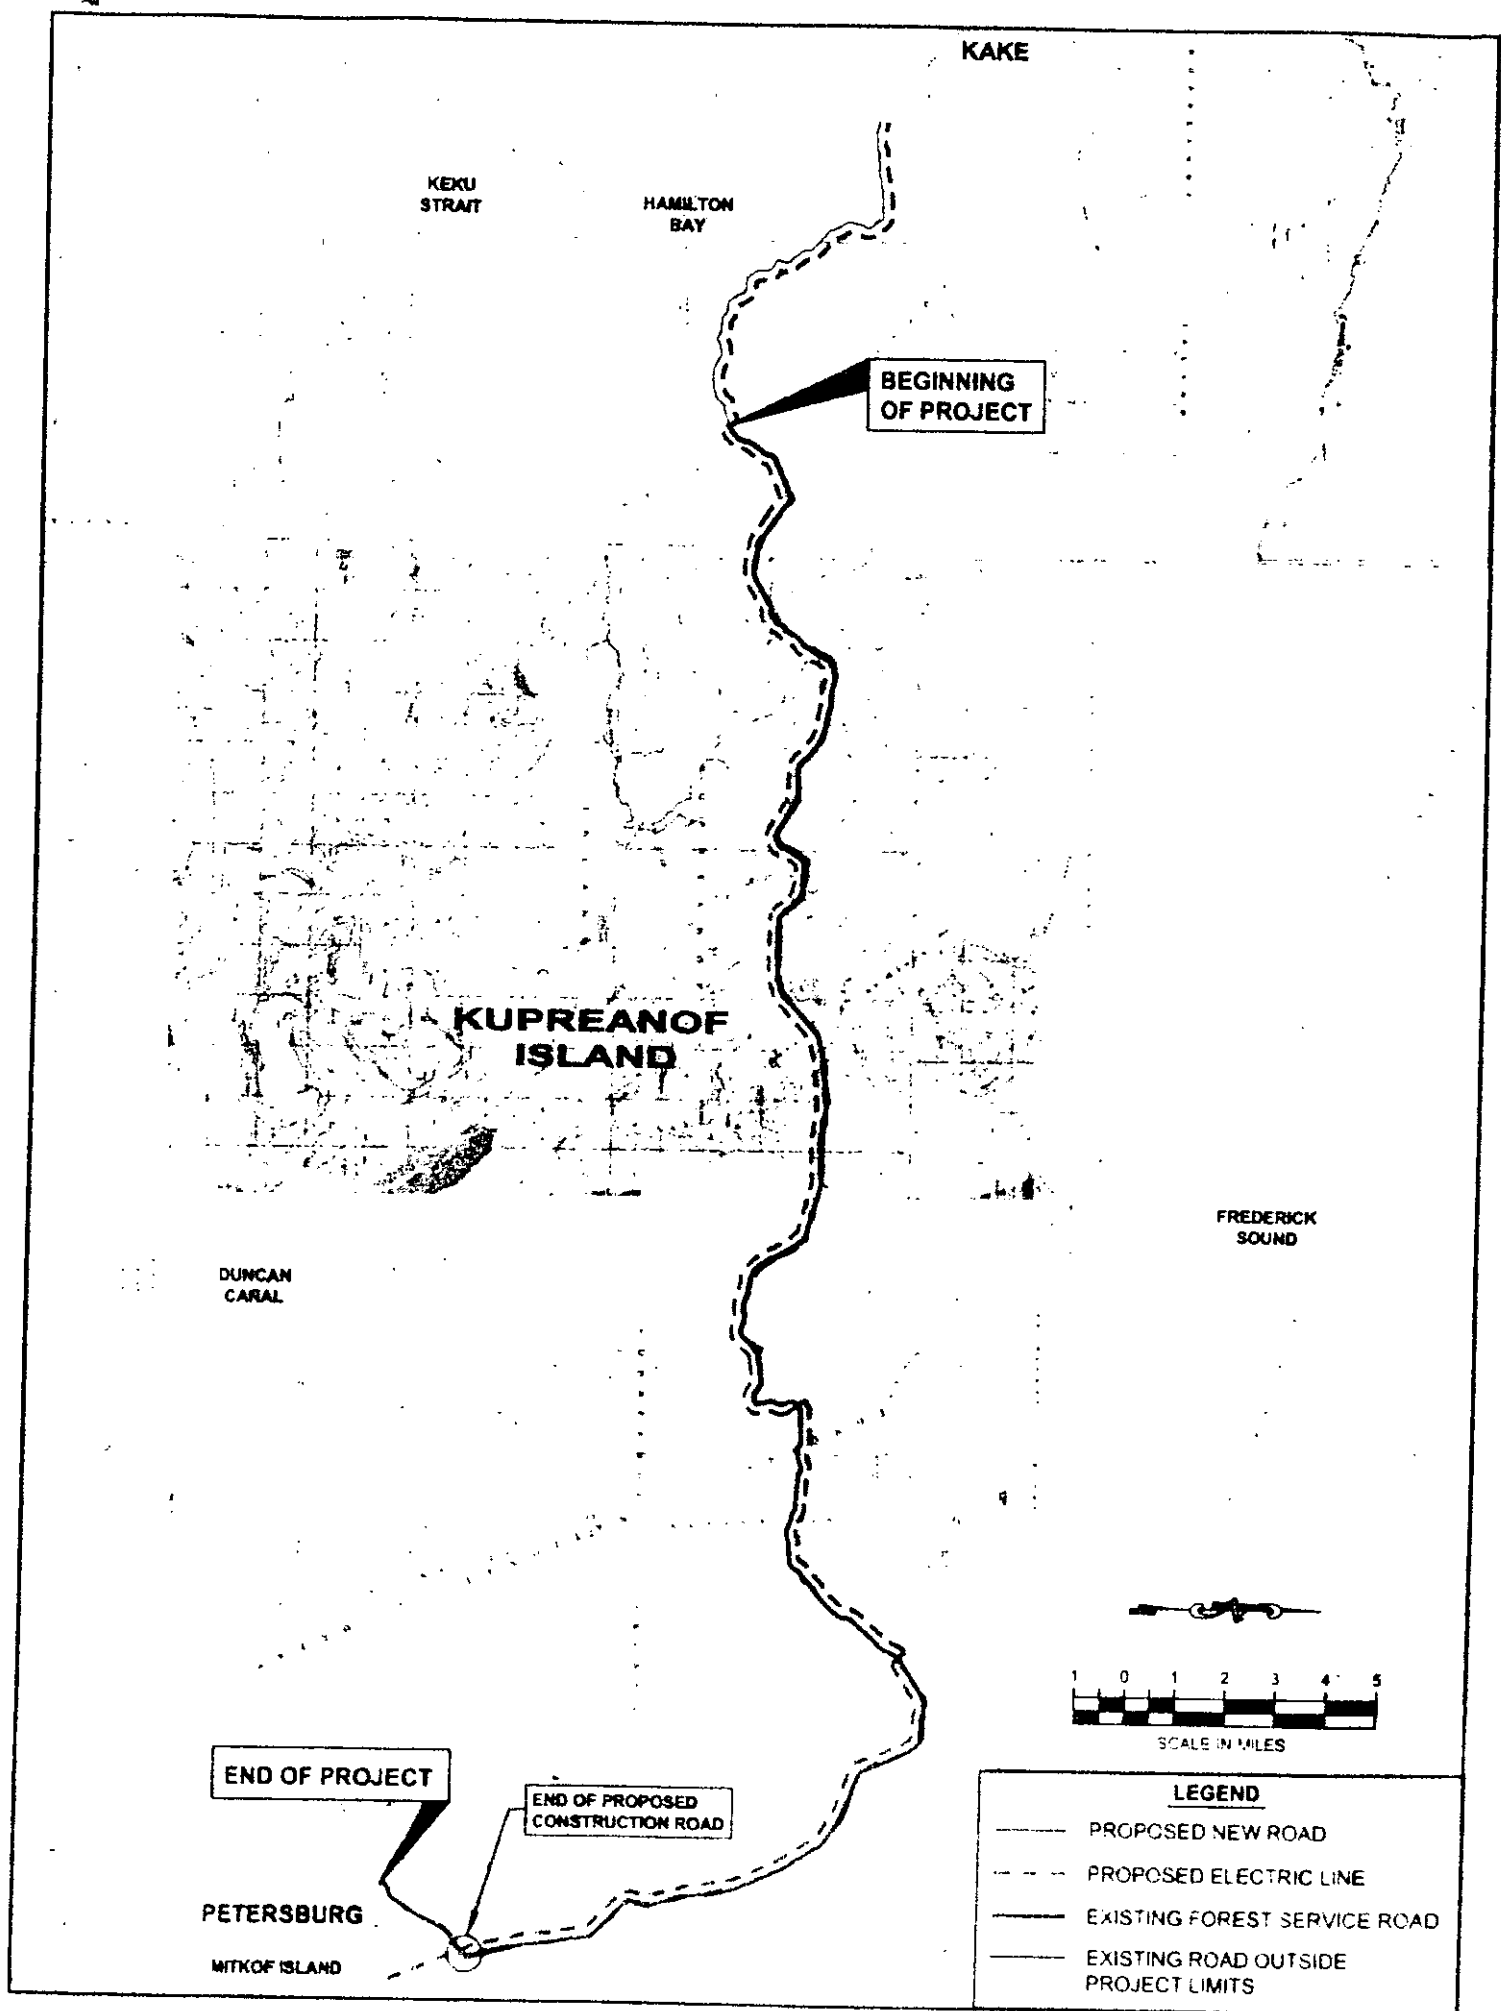 KAKE
KEKU
STRAIT
HAMILTON
BAY
BEGINNING
OF PROJECT
KUPREANOF
ISLAND
FREDERICK
SOUND
DUNCAN
CARAL
1 0 1 2 3 4 5
SCALE IN MILES
END OF PROJECT
END OF PROPOSED
CONSTRUCTION ROAD
PETERSBURG
MITKOF ISLAND
LEGEND
PROPOSED NEW ROAD
PROPOSED ELECTRIC LINE
EXISTING FOREST SERVICE ROAD
EXISTING ROAD OUTSIDE
PROJECT LIMITS